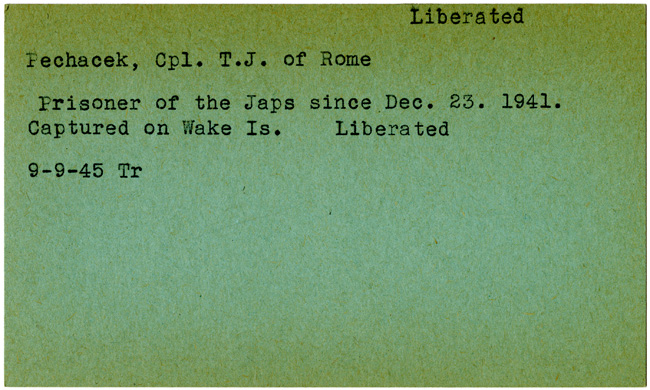 Liberated
Pechacek, Cpl. T.J. of Rome
Prisoner of the Japs since Dec. 23. 1941.
Captured on Wake Is. Liberated
9-9-45 Tr